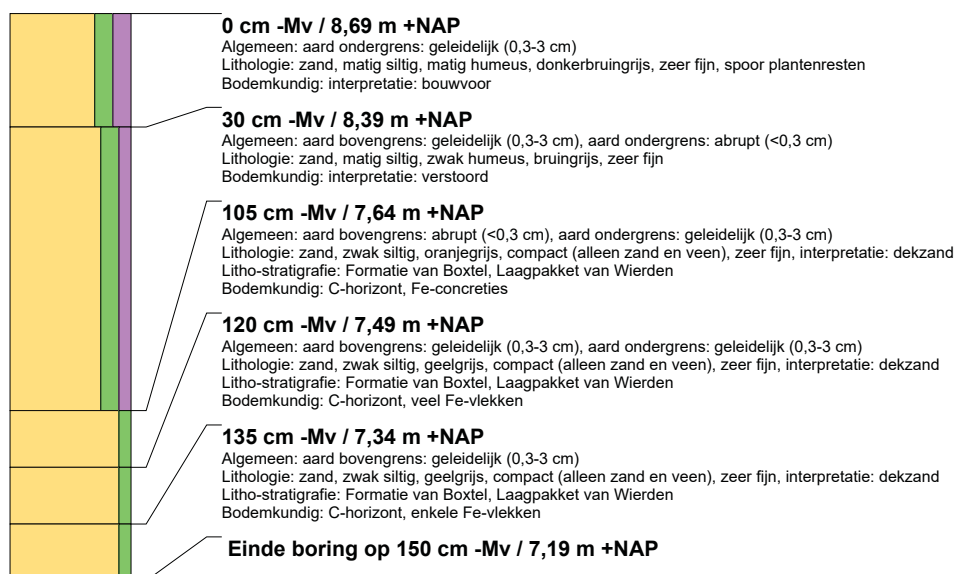 0 cm -Mv / 8,69 m +NAP
Algemeen: aard ondergrens: geleidelijk (0,3-3 cm)
Lithologie: zand, matig siltig, matig humeus, donkerbruingrijs, zeer fijn, spoor plantenresten
Bodemkundig: interpretatie: bouwvoor
30 cm -Mv / 8,39 m +NAP
Algemeen: aard bovengrens: geleidelijk (0,3-3 cm), aard ondergrens: abrupt (<0,3 cm)
Lithologie: zand, matig siltig, zwak humeus, bruingrijs, zeer fijn
Bodemkundig: interpretatie: verstoord
105 cm -Mv / 7,64 m +NAP
Algemeen: aard bovengrens: abrupt (<0,3 cm), aard ondergrens: geleidelijk (0,3-3 cm)
Lithologie: zand, zwak siltig, oranjegrijs, compact (alleen zand en veen), zeer fijn, interpretatie: dekzand
Litho-stratigrafie: Formatie van Boxtel, Laagpakket van Wierden
Bodemkundig: C-horizont, Fe-concreties
120 cm -Mv / 7,49 m +NAP
Algemeen: aard bovengrens: geleidelijk (0,3-3 cm), aard ondergrens: geleidelijk (0,3-3 cm)
Lithologie: zand, zwak siltig, geelgrijs, compact (alleen zand en veen), zeer fijn, interpretatie: dekzand
Litho-stratigrafie: Formatie van Boxtel, Laagpakket van Wierden
Bodemkundig: C-horizont, veel Fe-vlekken
135 cm -Mv / 7,34 m +NAP
Algemeen: aard bovengrens: geleidelijk (0,3-3 cm)
Lithologie: zand, zwak siltig, geelgrijs, compact (alleen zand en veen), zeer fijn, interpretatie: dekzand
Litho-stratigrafie: Formatie van Boxtel, Laagpakket van Wierden
Bodemkundig: C-horizont, enkele Fe-vlekken
Einde boring op 150 cm -Mv / 7,19 m +NAP